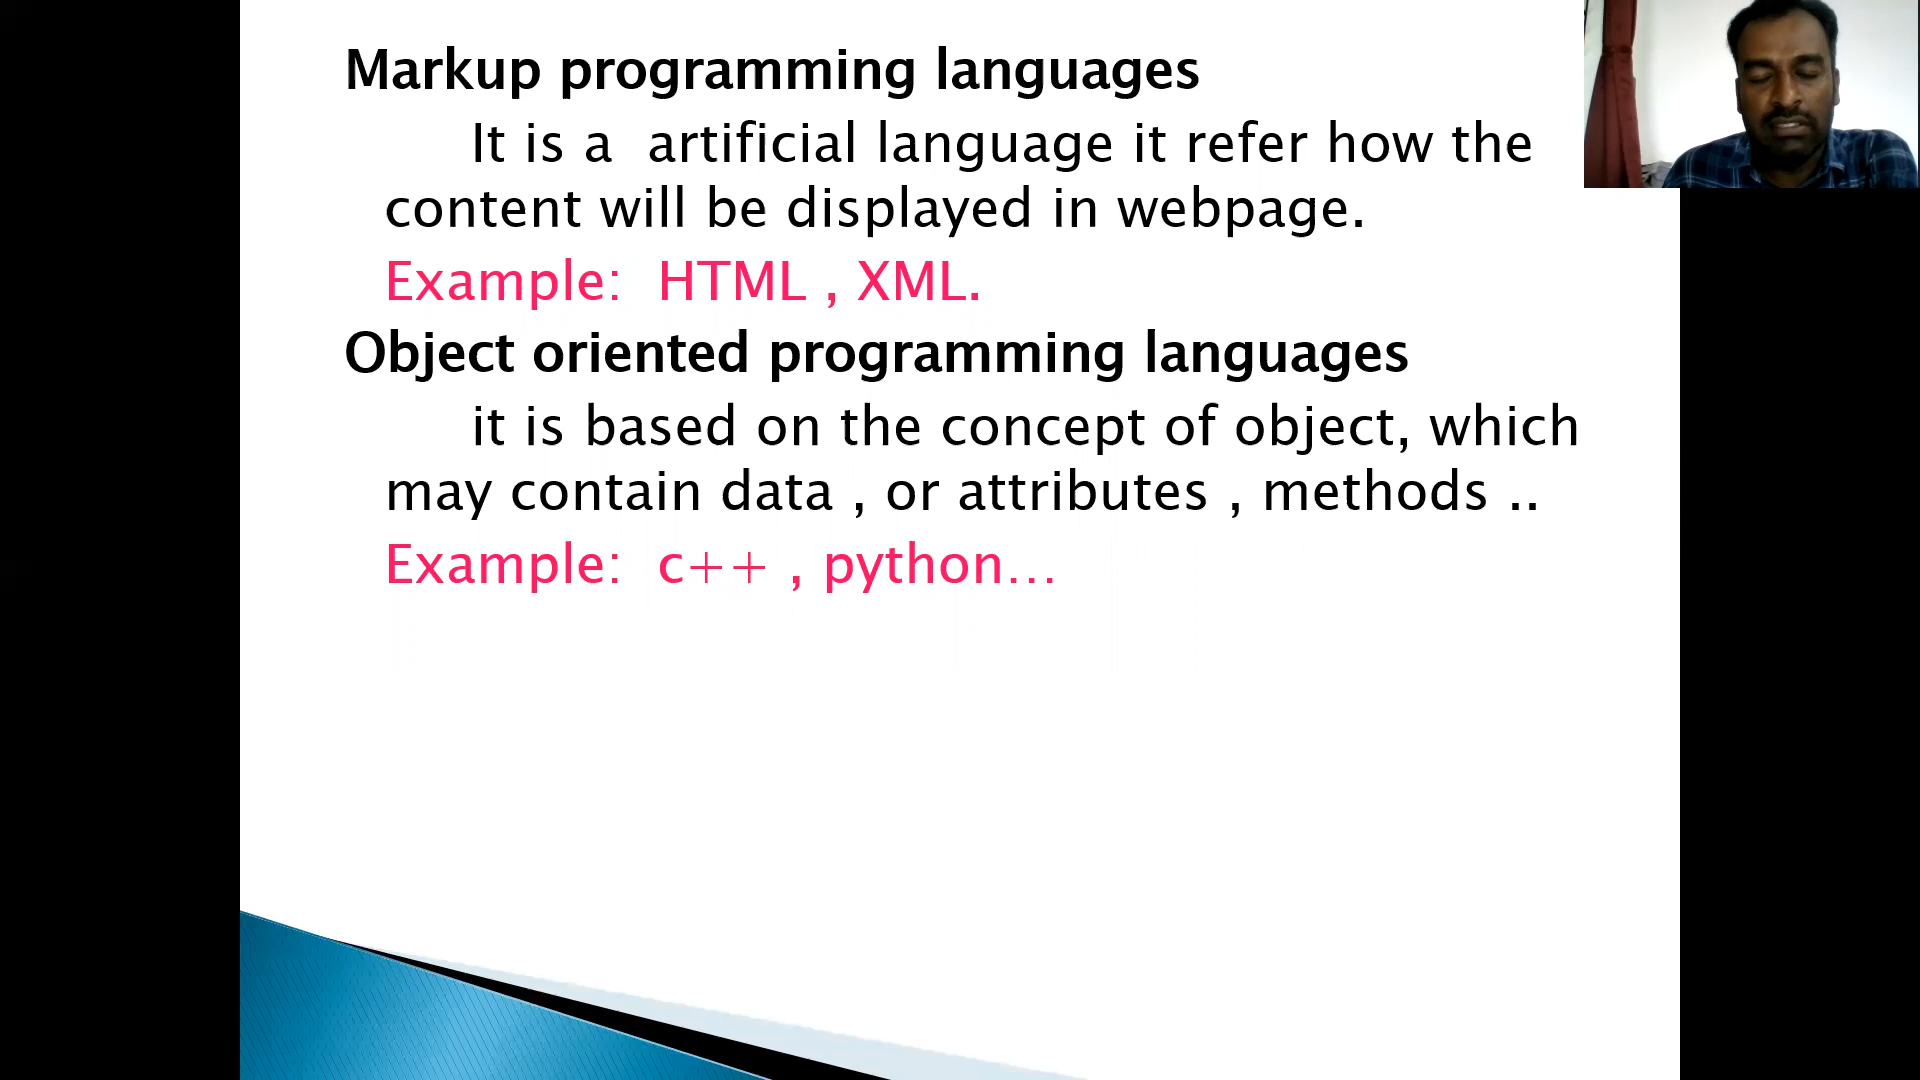 Markup programming languages
It is a  artificial language it refer how the
content will be displayed in webpage.
Example:  HTML , XML.
Object oriented programming languages
it is based on the concept of object, which
may contain data , or attributes , methods ..
Example:  c++ , python...